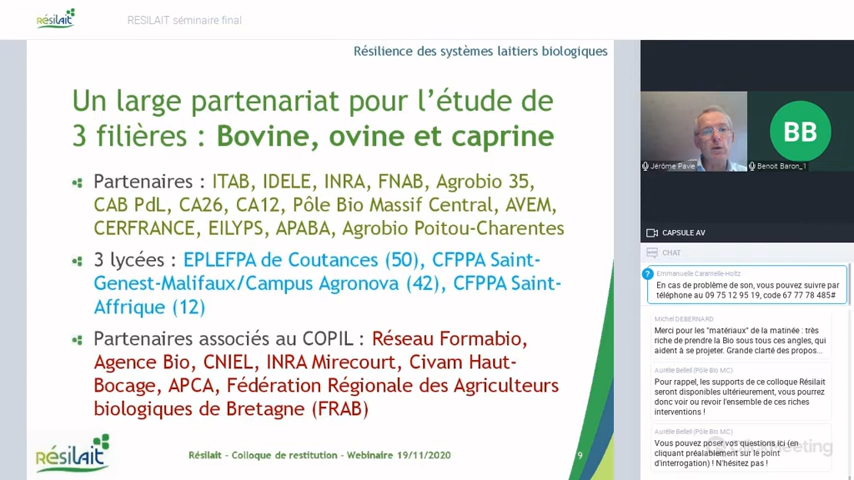 Résilait
RESILAIT séminaire final
Résilience des systèmes laitiers biologiques
Un large partenariat pour l'étude de
3 filières : Bovine, ovine et caprine
Partenaires : ITAB, IDELE, INRA, FNAB, Agrobio 35,
CAB PdL, CA26, CA12, Pôle Bio Massif Central, AVEM,
CERFRANCE, EILYPS, APABA, Agrobio Poitou-Charentes
3 lycées : EPLEFPA de Coutances (50), CFPPA Saint-
Genest-Malifaux/Campus Agronova (42), CFPPA Saint-
Affrique (12)
Partenaires associés au COPIL : Réseau Formabio,
Agence Bio, CNIEL, INRA Mirecourt, Civam Haut-
Bocage, APCA, Fédération Régionale des Agriculteurs
biologiques de Bretagne (FRAB)
Résilait
Résilait - Colloque de restitution - Webinaire 19/11/2020
9
BB
Jérôme Pavie
Benoit Baron_1
CAPSULE AV
CHAT
?
Emmanuelle Caramelle-Holtz
En cas de problème de son, vous pouvez suivre par
téléphone au 09 75 12 95 19, code 67 77 78 485#
Michel DEBERNARD
Merci pour les "matériaux" de la matinée : très
riche de prendre la Bio sous tous ces angles, qui
aident à se projeter. Grande clarté des propos...
Aurélie Belleil (Pôle Bio MC)
Pour rappel, les supports de ce colloque Résilait
seront disponibles ultérieurement, vous pourrez
donc voir ou revoir l'ensemble de ces riches
interventions !
Aurélie Belleil (Pôle Bio MC)
Vous pouvez poser vos questions ici (en
cliquant préalablement sur le point
d'interrogation) ! N'hésitez pas !